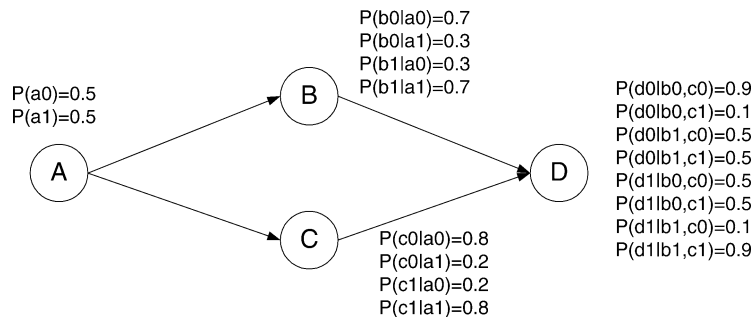 P(b0|a0)=0.7
P(b0|a1)=0.3
P(b1|a0)=0.3
P(b1|a1)=0.7
P(a0)=0.5
P(a1)=0.5
B
P(d0|b0,c0)=0.9
P(d0|b0,c1)=0.1
P(d0|b1,c0)=0.5
P(d0|b1,c1)=0.5
P(d1|b0,c0)=0.5
P(d1|b0,c1)=0.5
P(d1|b1,c0)=0.1
P(d1|b1,c1)=0.9
A
D
C
P(c0|a0)=0.8
P(c0|a1)=0.2
P(c1|a0)=0.2
P(c1|a1)=0.8